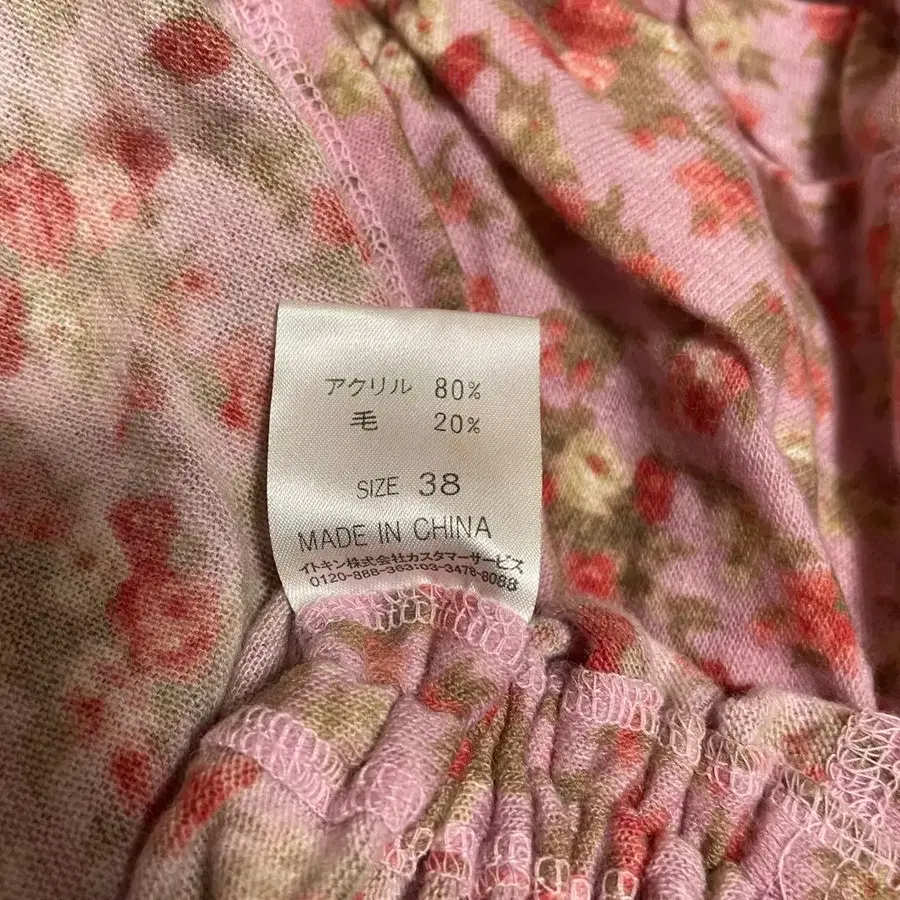 アクリル 80%
毛 20%
SIZE 38
MADE IN CHINA
イトキン株式会社カスタマーサービス
0120-888-363:03-3478-8088